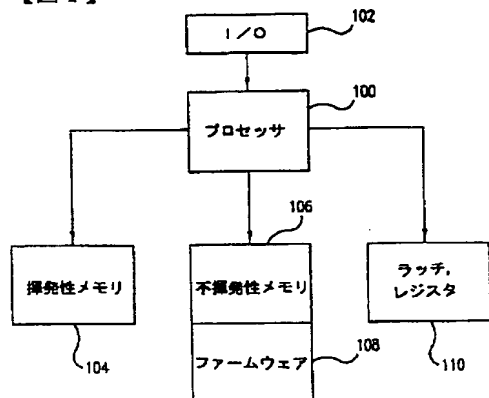 I/O
102
100
プロセッサ
106
揮発性メモリ
不揮発性メモリ
ラッチ,
レジスタ
104
ファームウェア
108
110